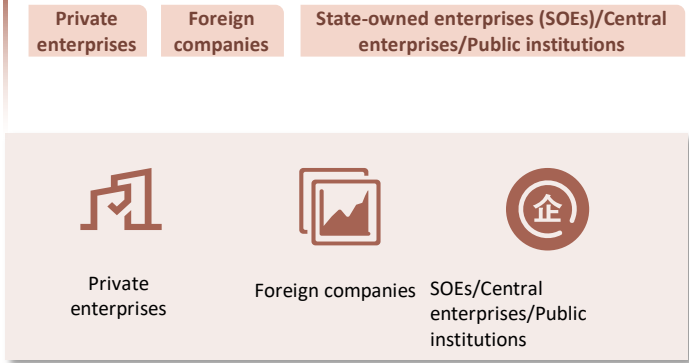 Private
enterprises
Foreign
companies
State-owned enterprises (SOEs)/Central
enterprises/Public institutions
企
Private
enterprises
Foreign companies
SOEs/Central
enterprises/Public
institutions